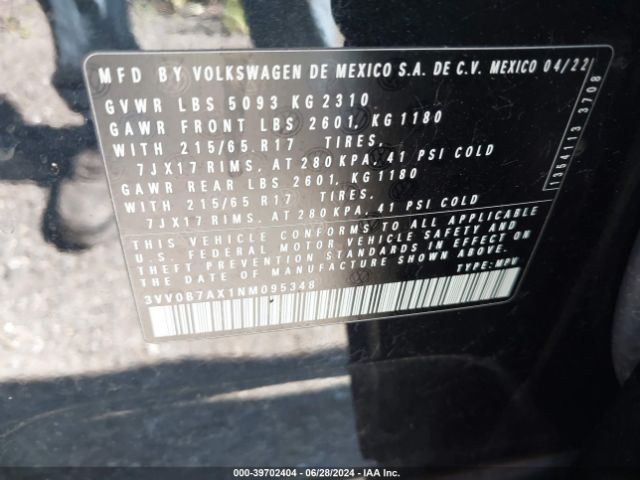 MFD BY VOLKSWAGEN DE MEXICO S.A. DE C.V. MEXICO 04/22
GVWR LBS 5093 KG 2310
GAWR FRONT LBS 2601, KG 1180
WITH 215/65 R17 TIRES,
7JX17 RIMS, AT 280 KPA, 41 PSI COLD
GAWR REAR LBS 2601, KG 1180
WITH 215/65 R17 TIRES,
7JX17 RIMS, AT 280 KPA, 41 PSI COLD
THIS VEHICLE CONFORMS TO ALL APPLICABLE
U.S. FEDERAL MOTOR VEHICLE SAFETY AND
THEFT PREVENTION STANDARDS IN EFFECT ON
DATE OF MANUFACTURE SHOWN ABOVE.
3VV0B7AX1NM095348
TYPE: MPV
1304113 3708
000-39702404 - 06/28/2024 - IAA Inc.